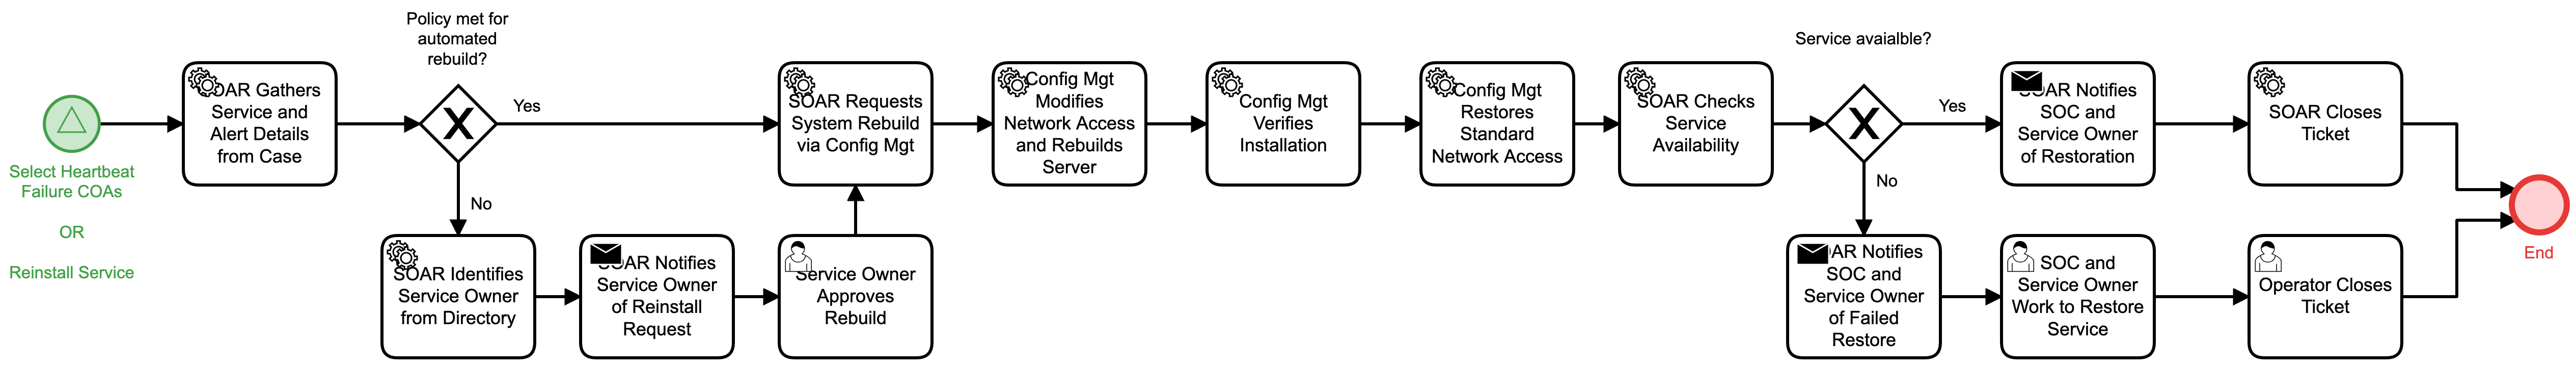 Policy met for
automated
rebuild?
Select Heartbeat
Failure COAs
OR
Reinstall Service
SOAR Gathers
Service and
Alert Details
from Case
Yes
No
SOAR Identifies
Service Owner
from Directory
SOAR Notifies
Service Owner
of Reinstall
Request
Service Owner
Approves
Rebuild
SOAR Requests
System Rebuild
via Config Mgt
Config Mgt
Modifies
Network Access
and Rebuilds
Server
Config Mgt
Verifies
Installation
Config Mgt
Restores
Standard
Network Access
SOAR Checks
Service
Availability
Service avaialble?
Yes
No
SOAR Notifies
SOC and
Service Owner
of Restoration
SOAR Closes
Ticket
SOAR Notifies
SOC and
Service Owner
of Failed
Restore
SOC and
Service Owner
Work to Restore
Service
Operator Closes
Ticket
End